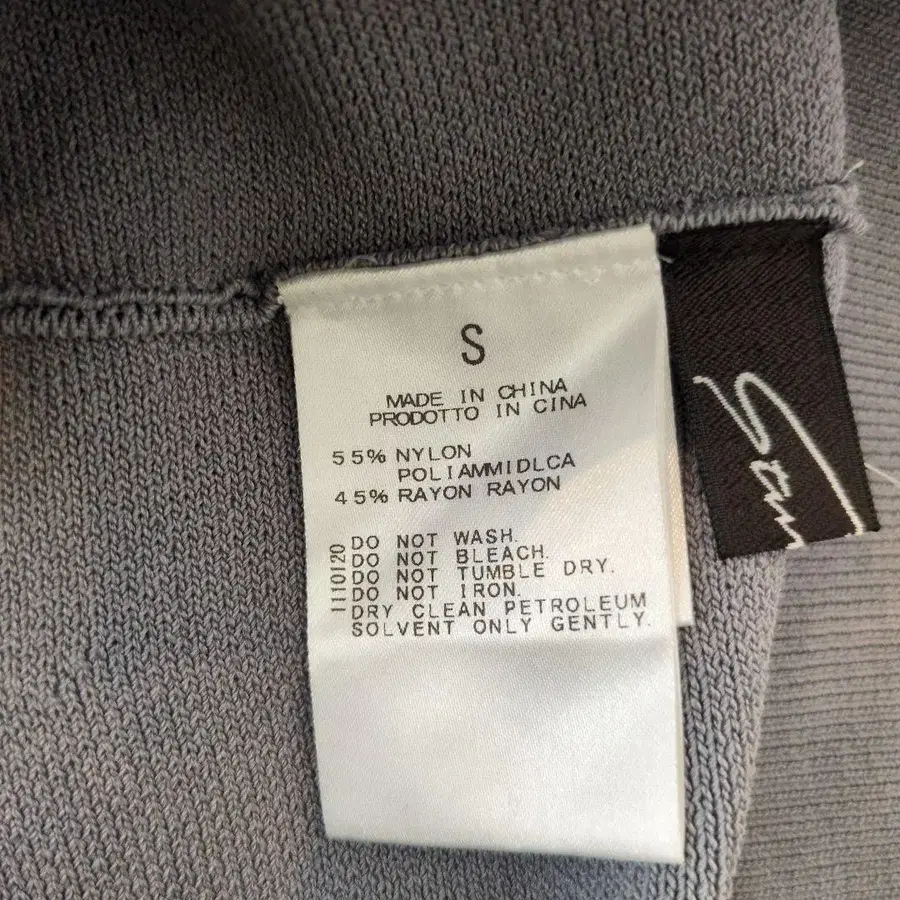 S
MADE IN CHINA
PRODOTTO IN CINA
55% NYLON
POLIAMMIDLCA
45% RAYON RAYON
1110120
DO NOT WASH.
DO NOT BLEACH.
DO NOT TUMBLE DRY.
DO NOT IRON.
DRY CLEAN PETROLEUM
SOLVENT ONLY GENTLY.